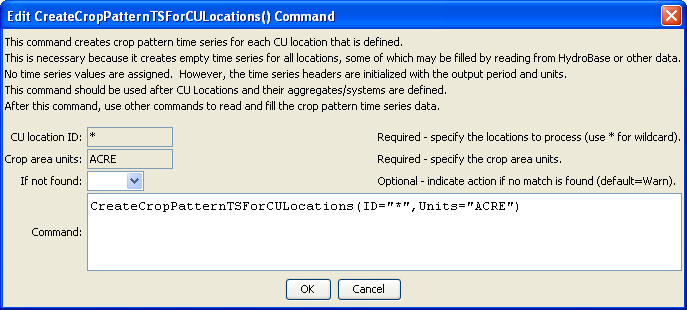 Edit CreateCropPatternTSForCULocations() Command
This command creates crop pattern time series for each CU location that is defined.
This is necessary because it creates empty time series for all locations, some of which may be filled by reading from HydroBase or other data.
No time series values are assigned.  However, the time series headers are initialized with the output period and units.
This command should be used after CU Locations and their aggregates/systems are defined.
After this command, use other commands to read and fill the crop pattern time series data.
CU location ID: * Required - specify the locations to process (use * for wildcard).
Crop area units: ACRE Required - specify the crop area units.
If not found: Optional - indicate action if no match is found (default=Warn).
Command: CreateCropPatternTSForCULocations(ID="*",Units="ACRE")
OK Cancel